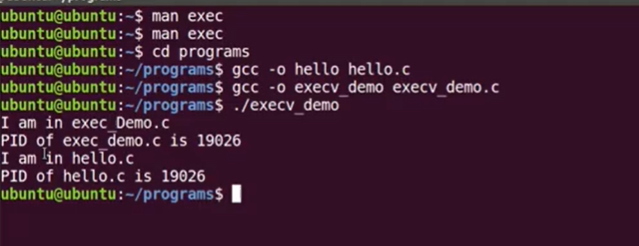 ubuntu@ubuntu:~$ man exec
ubuntu@ubuntu:~$ man exec
ubuntu@ubuntu:~$ cd programs
ubuntu@ubuntu:~/programs$ gcc -o hello hello.c
ubuntu@ubuntu:~/programs$ gcc -o execv_demo execv_demo.c
ubuntu@ubuntu:~/programs$ ./execv_demo
I am in exec_Demo.c
PID of exec_demo.c is 19026
I am in hello.c
PID of hello.c is 19026
ubuntu@ubuntu:~/programs$